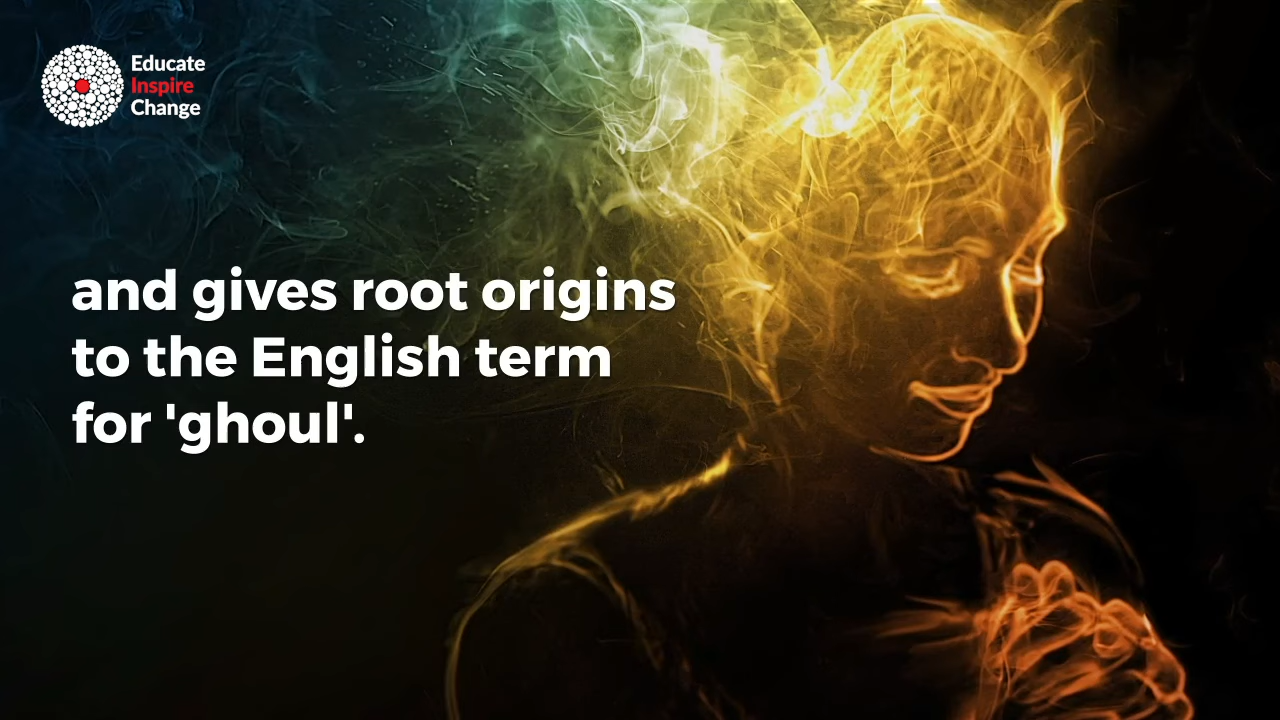 Educate
Inspire
Change
and gives root origins
to the English term
for 'ghoul'.